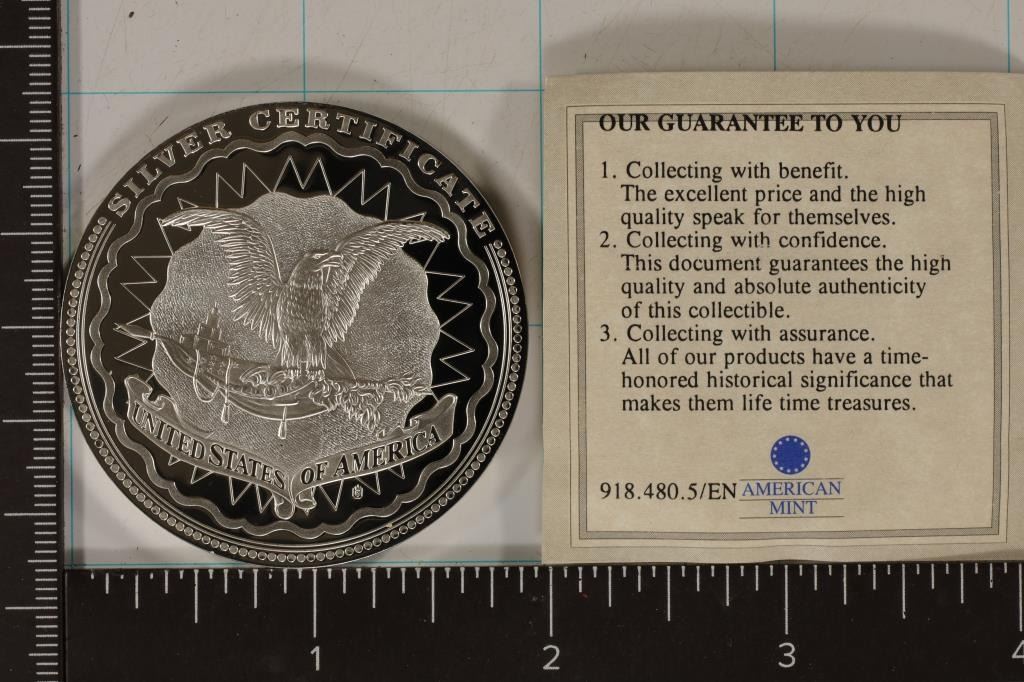 SILVER CERTIFICATE
UNITED STATES OF AMERICA
OUR GUARANTEE TO YOU
1. Collecting with benefit.
The excellent price and the high
quality speak for themselves.
2. Collecting with confidence.
This document guarantees the high
quality and absolute authenticity
of this collectible.
3. Collecting with assurance.
All of our products have a time-
honored historical significance that
makes them life time treasures.
918.480.5/EN AMERICAN
MINT
1 2 3 4